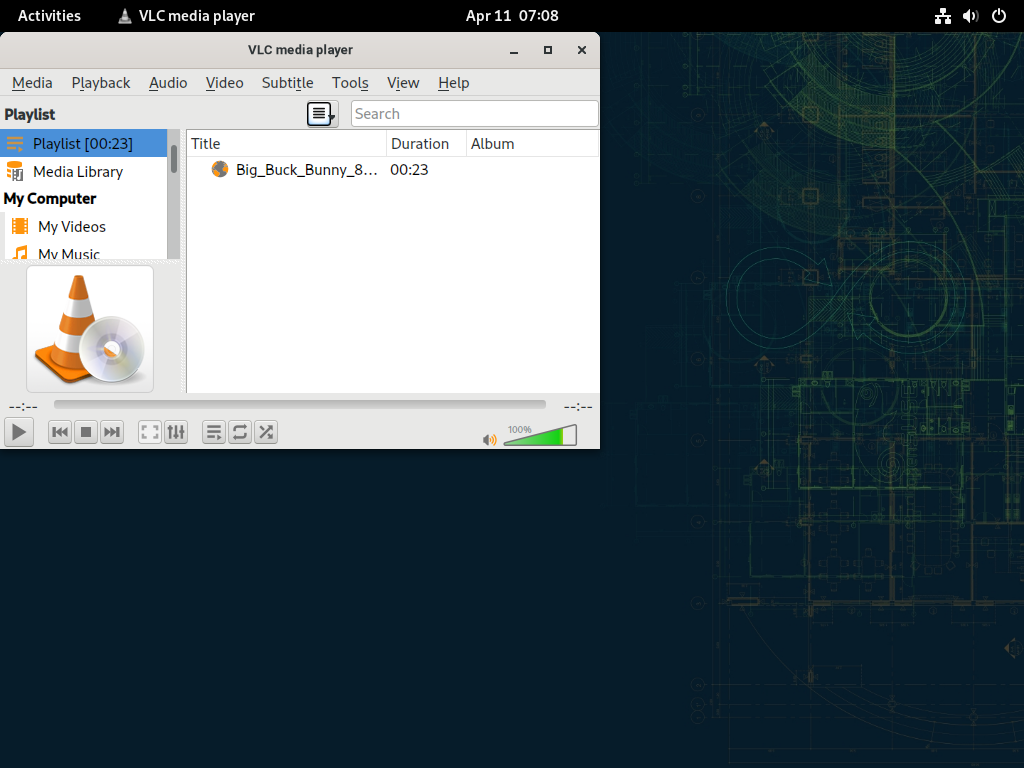 Activities VLC media player Apr 11 07:08
VLC media player
Media Playback Audio Video Subtitle Tools View Help
Playlist Search
Playlist [00:23]
Media Library
My Computer
My Videos
My Music
Title Duration Album
Big_Buck_Bunny_8... 00:23
--:-- --:--
100%